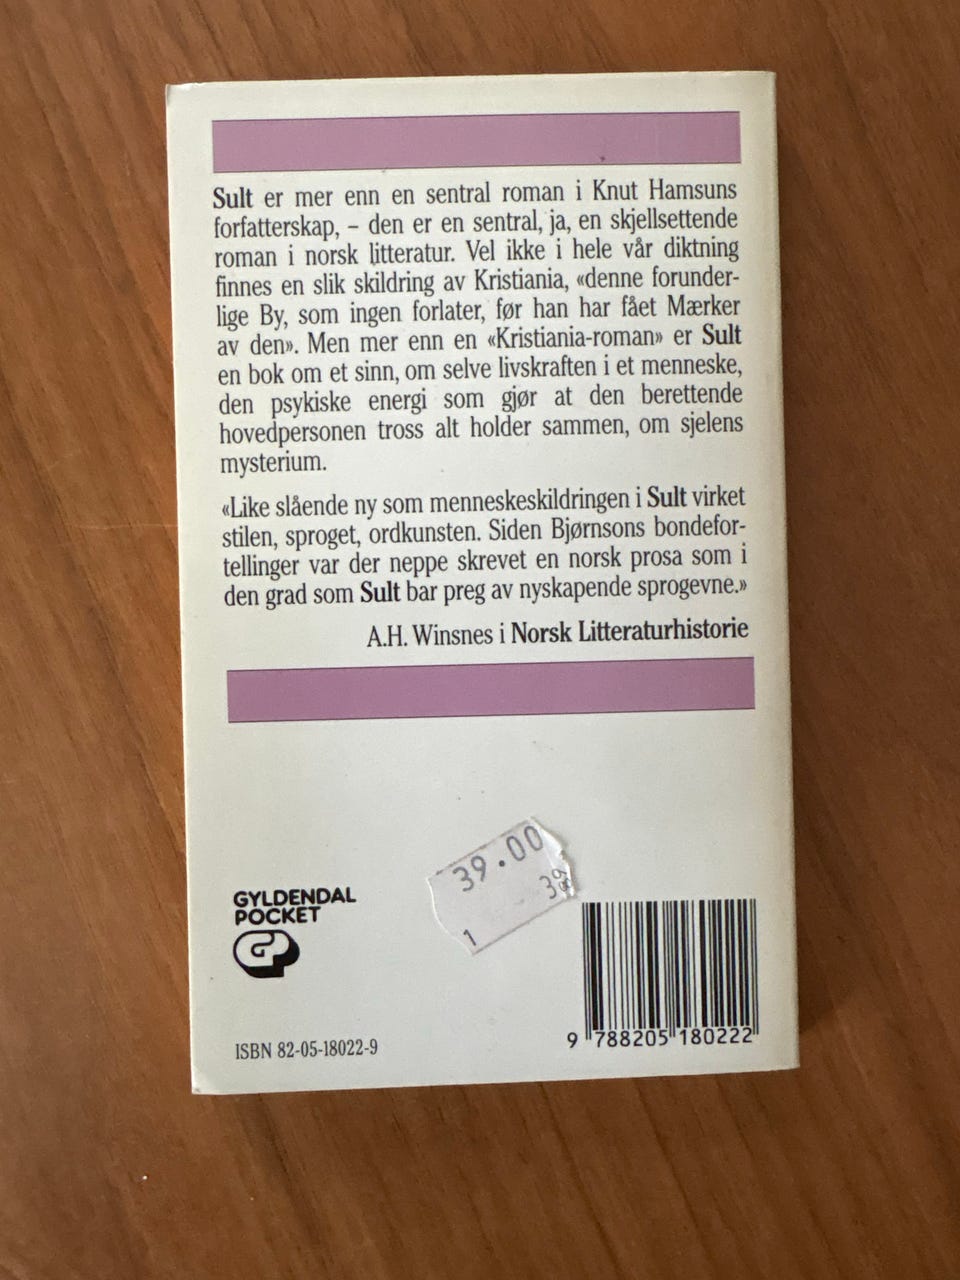 Sult er mer enn en sentral roman i Knut Hamsuns
forfatterskap, – den er en sentral, ja, en skjellsettende
roman i norsk litteratur. Vel ikke i hele vår diktning
finnes en slik skildring av Kristiania, «denne forunder-
lige By, som ingen forlater, før han har fået Mærker
av den». Men mer enn en «Kristiania-roman» er Sult
en bok om et sinn, om selve livskraften i et menneske,
den psykiske energi som gjør at den berettende
hovedpersonen tross alt holder sammen, om sjelens
mysterium.
«Like slående ny som menneskeskildringen i Sult virket
stilen, sproget, ordkunsten. Siden Bjørnsons bondefor-
tellinger var der neppe skrevet en norsk prosa som i
den grad som Sult bar preg av nyskapende sprogevne.»
A.H. Winsnes i Norsk Litteraturhistorie
39.00
39
1
GYLDENDAL
POCKET
GP
ISBN 82-05-18022-9
9 788205 180222